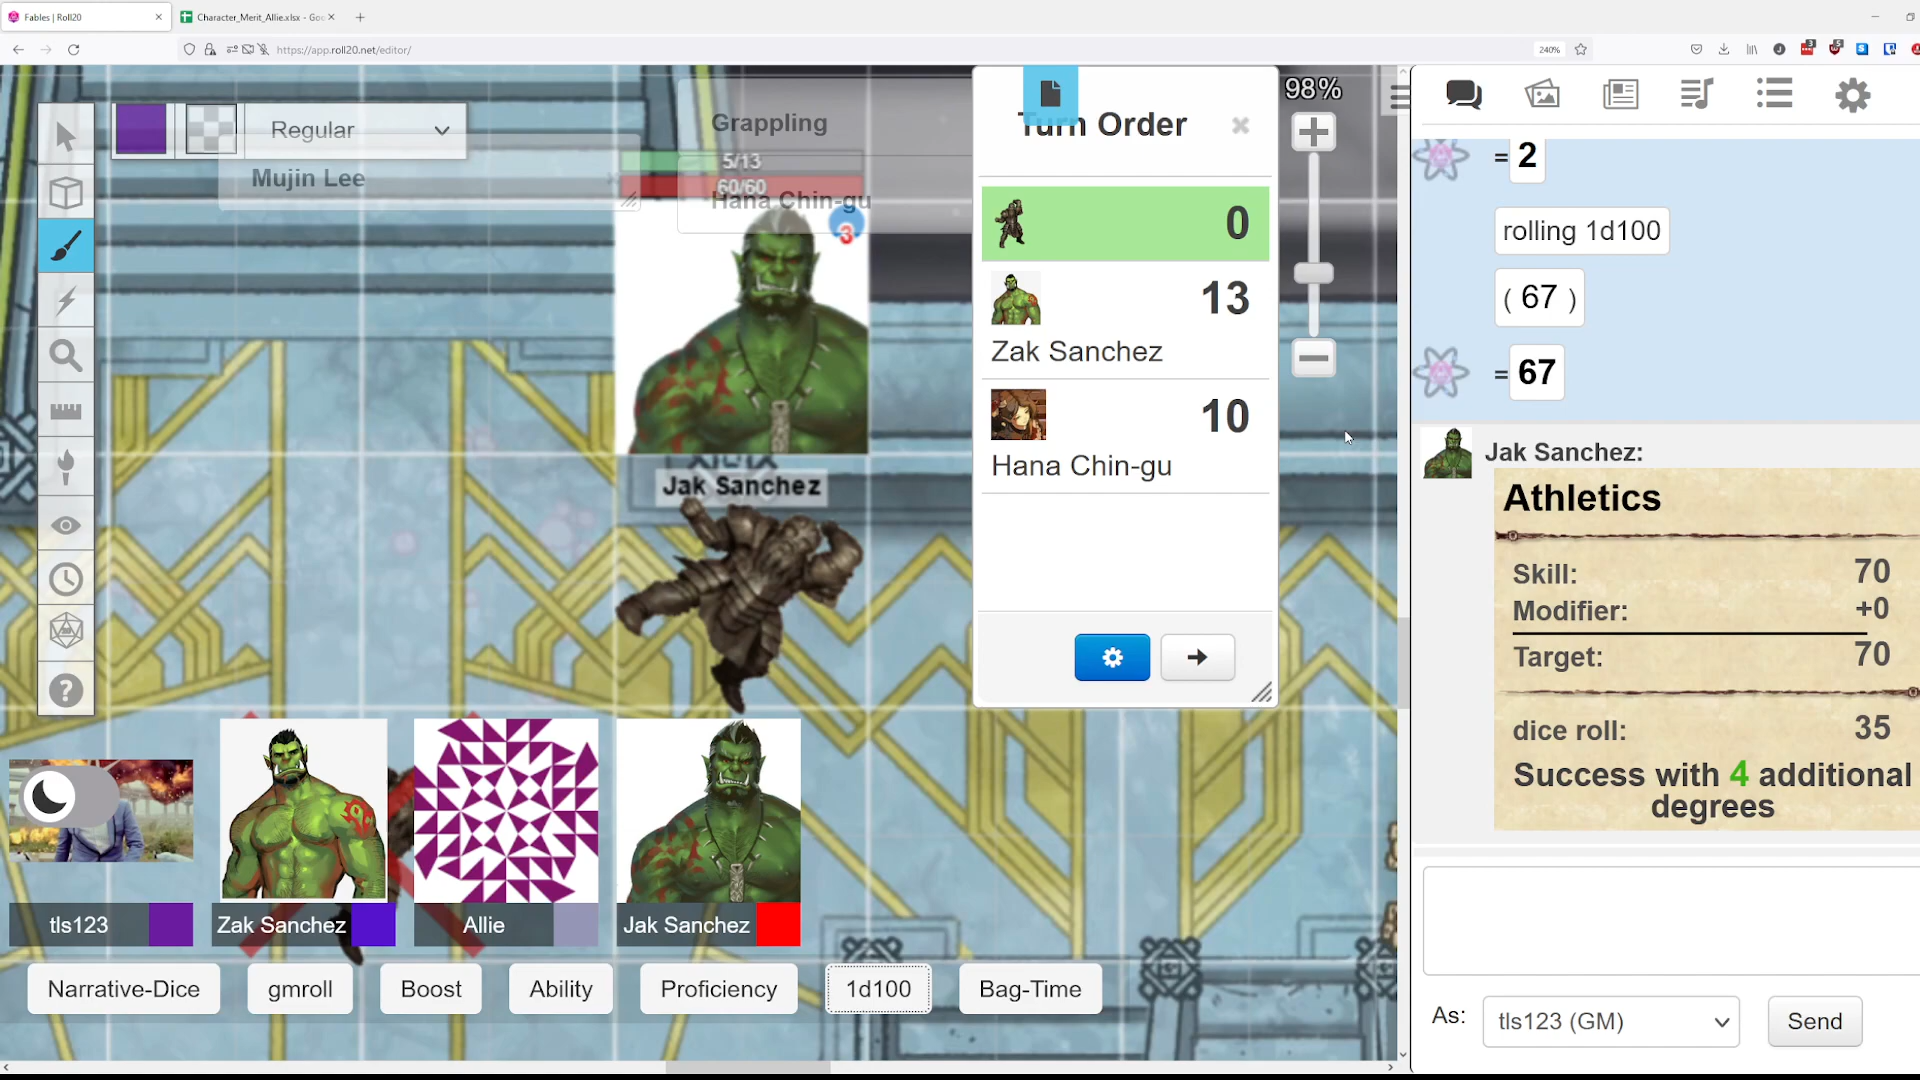 Fables | Roll20
Character_Merit_Allie.xlsx - Goo
https://app.roll20.net/editor/
240%
Regular
Mujin Lee
Grappling
5/13
60/60
Hana Chin-gu
3
Jak Sanchez
Turn Order
0
13
Zak Sanchez
10
Hana Chin-gu
98%
= 2
rolling 1d100
( 67 )
= 67
Jak Sanchez:
Athletics
Skill: 70
Modifier: +0
Target: 70
dice roll: 35
Success with 4 additional
degrees
tls123
Zak Sanchez
Allie
Jak Sanchez
Narrative-Dice
gmroll
Boost
Ability
Proficiency
1d100
Bag-Time
As: tls123 (GM)
Send